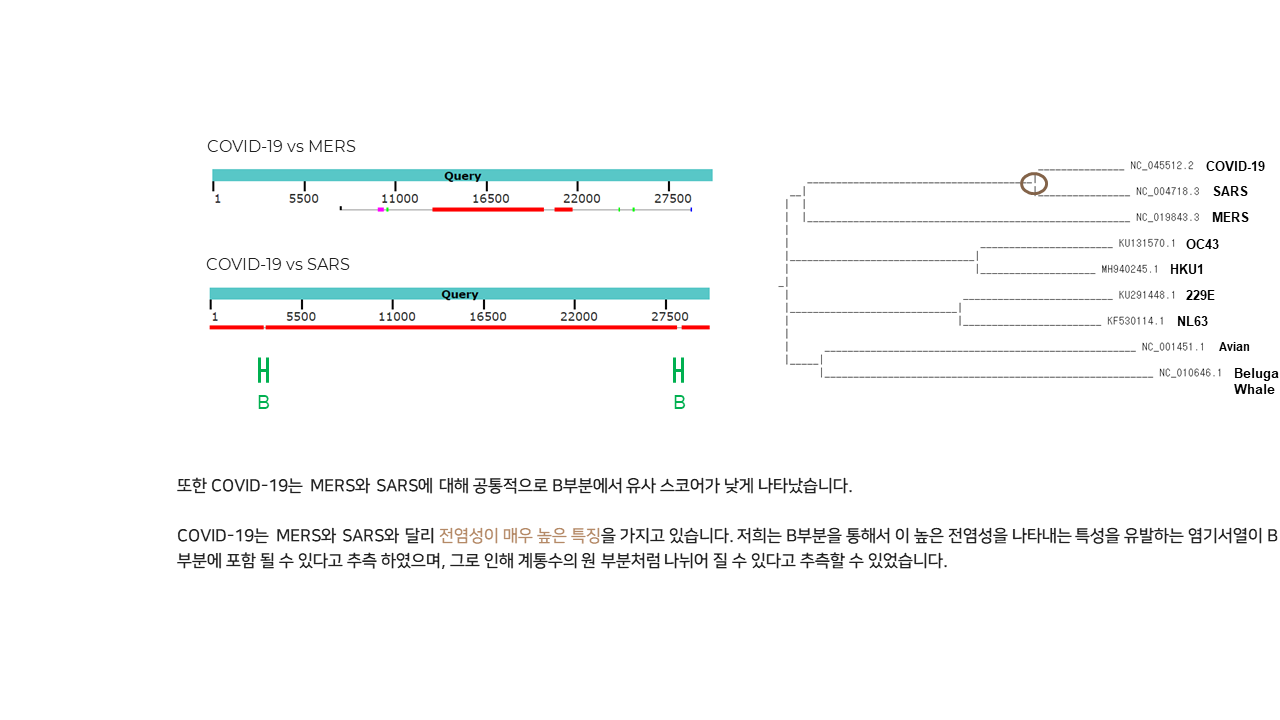 COVID-19 vs MERS
Query
1 5500 11000 16500 22000 27500
COVID-19 vs SARS
Query
1 5500 11000 16500 22000 27500
B B
NC_045512.2 COVID-19
NC_004718.3 SARS
NC_019843.3 MERS
KU131570.1 OC43
MH940245.1 HKU1
KU291448.1 229E
KF530114.1 NL63
NC_001451.1 Avian
NC_010646.1 Beluga
Whale
또한 COVID-19는 MERS와 SARS에 대해 공통적으로 B부분에서 유사 스코어가 낮게 나타났습니다.
COVID-19는 MERS와 SARS와 달리 전염성이 매우 높은 특징을 가지고 있습니다. 저희는 B부분을 통해서 이 높은 전염성을 나타내는 특성을 유발하는 염기서열이 B
부분에 포함 될 수 있다고 추측 하였으며, 그로 인해 계통수의 원 부분처럼 나뉘어 질 수 있다고 추측할 수 있었습니다.